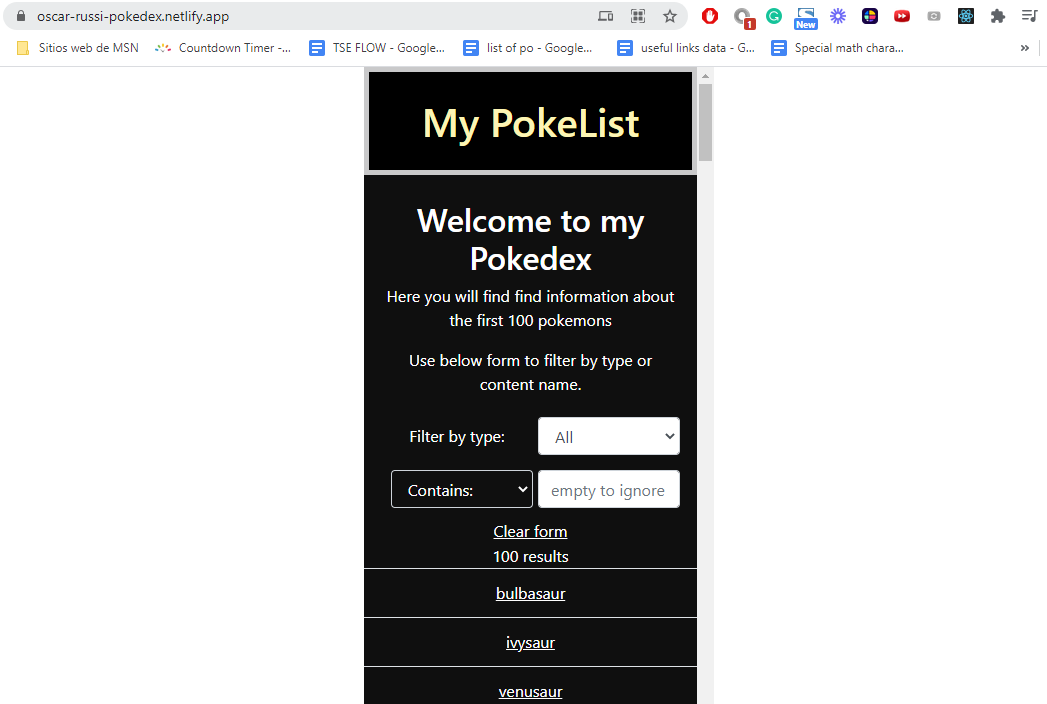 oscar-russi-pokedex.netlify.app
1
New
Sitios web de MSN
Countdown Timer -...
TSE FLOW - Google...
list of po - Google...
useful links data - G...
Special math chara...
»
My PokeList
Welcome to my
Pokedex
Here you will find find information about
the first 100 pokemons
Use below form to filter by type or
content name.
Filter by type: All
Contains: empty to ignore
Clear form
100 results
bulbasaur
ivysaur
venusaur